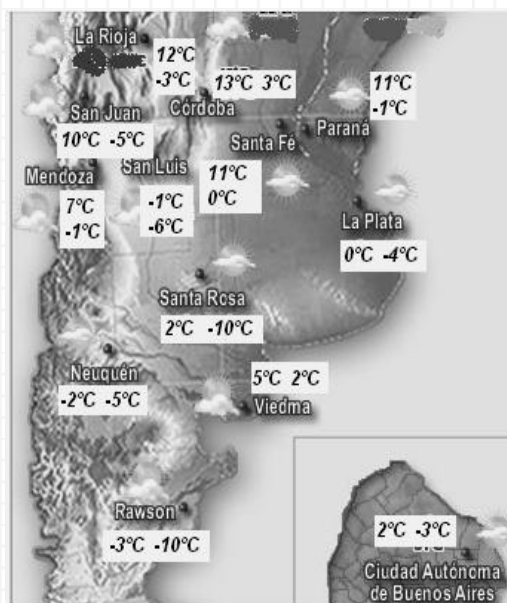 La Rioja
12°C
-3°C
13°C 3°C
Córdoba
11°C
-1°C
San Juan
10°C -5°C
Santa Fé
Paraná
Mendoza
San Luis
11°C
0°C
7°C
-1°C
-1°C
-6°C
La Plata
0°C -4°C
Santa Rosa
2°C -10°C
Neuquén
-2°C -5°C
5°C 2°C
Viedma
Rawson
-3°C -10°C
2°C -3°C
Ciudad Autónoma
de Buenos Aires